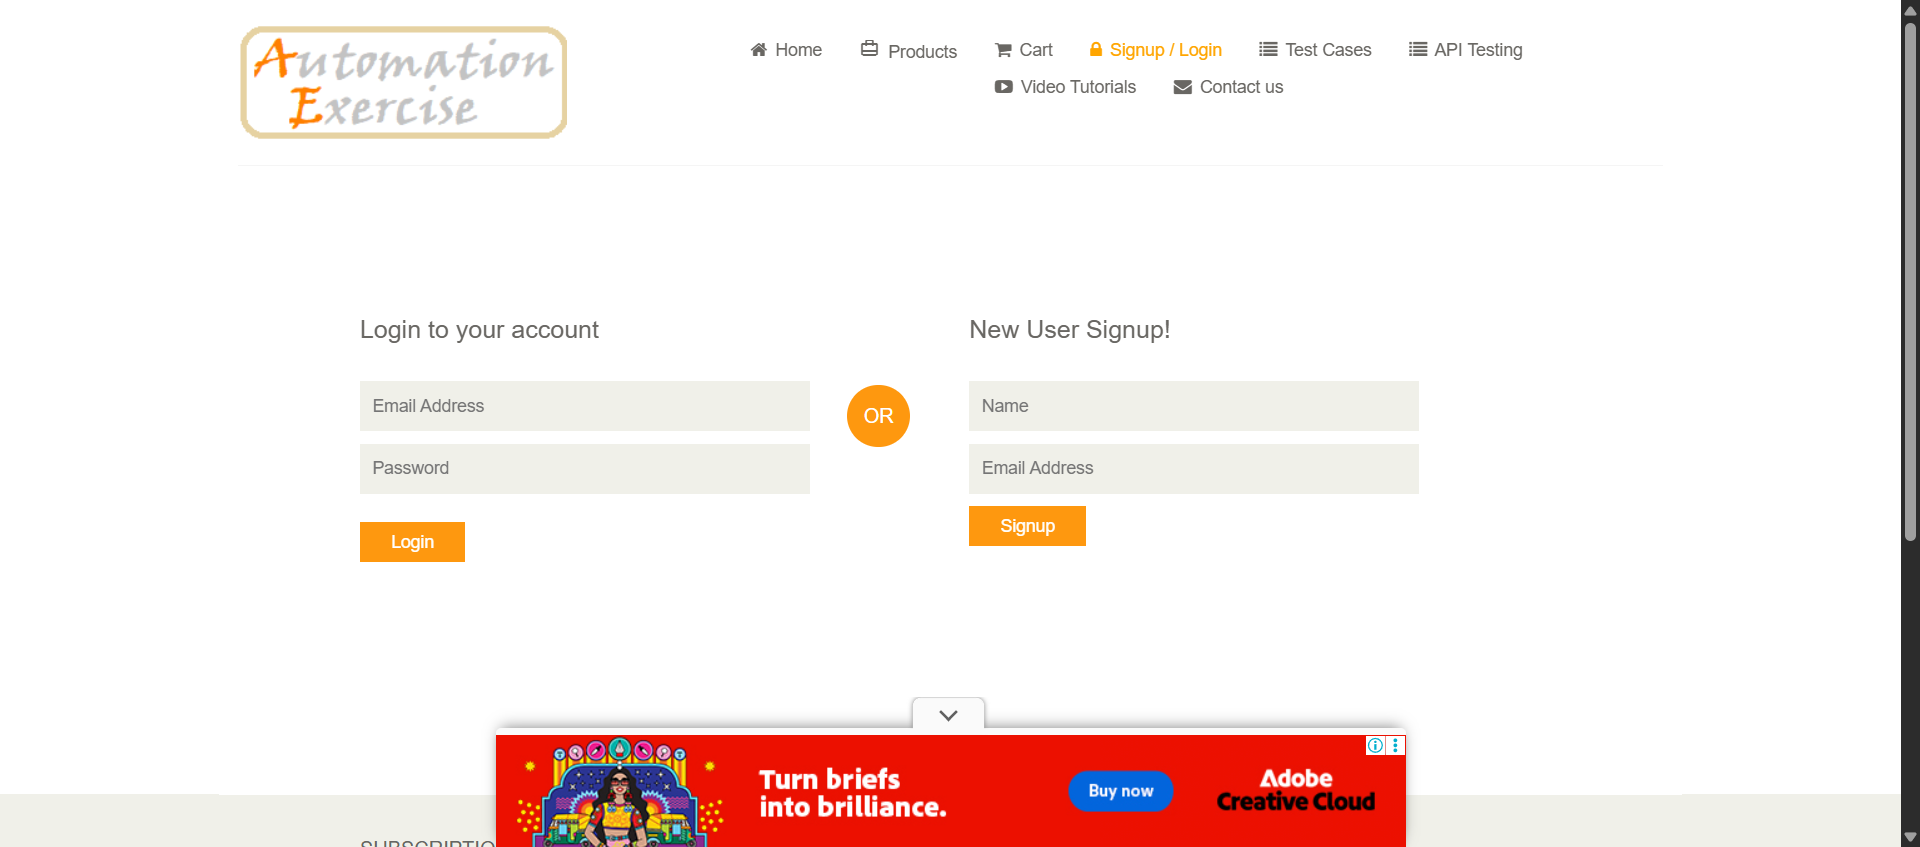 Automation
Exercise
Home
Products
Cart
Signup / Login
Test Cases
API Testing
Video Tutorials
Contact us
Login to your account
New User Signup!
Email Address
Password
Login
OR
Name
Email Address
Signup
Turn briefs
into brilliance.
Buy now
Adobe
Creative Cloud